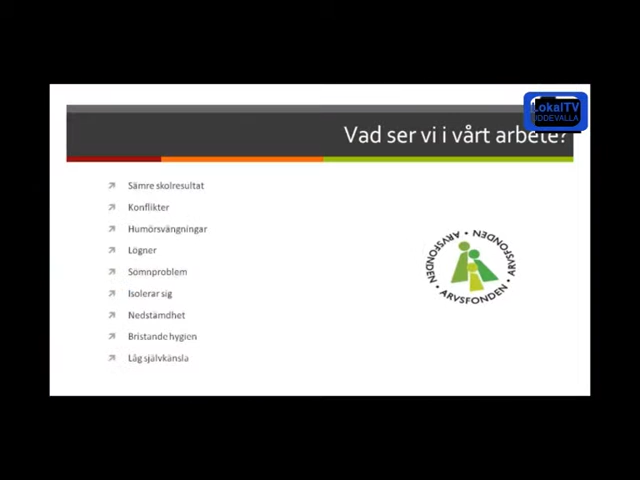 LokalTV
UDDEVALLA
Vad ser vi i vårt arbete?
Sämre skolresultat
Konflikter
Humörsvängningar
Lögner
Sömnproblem
Isolerar sig
Nedstämdhet
Bristande hygien
Låg självkänsla
ARVSFONDEN • ARVSFONDEN • ARVSFONDEN •